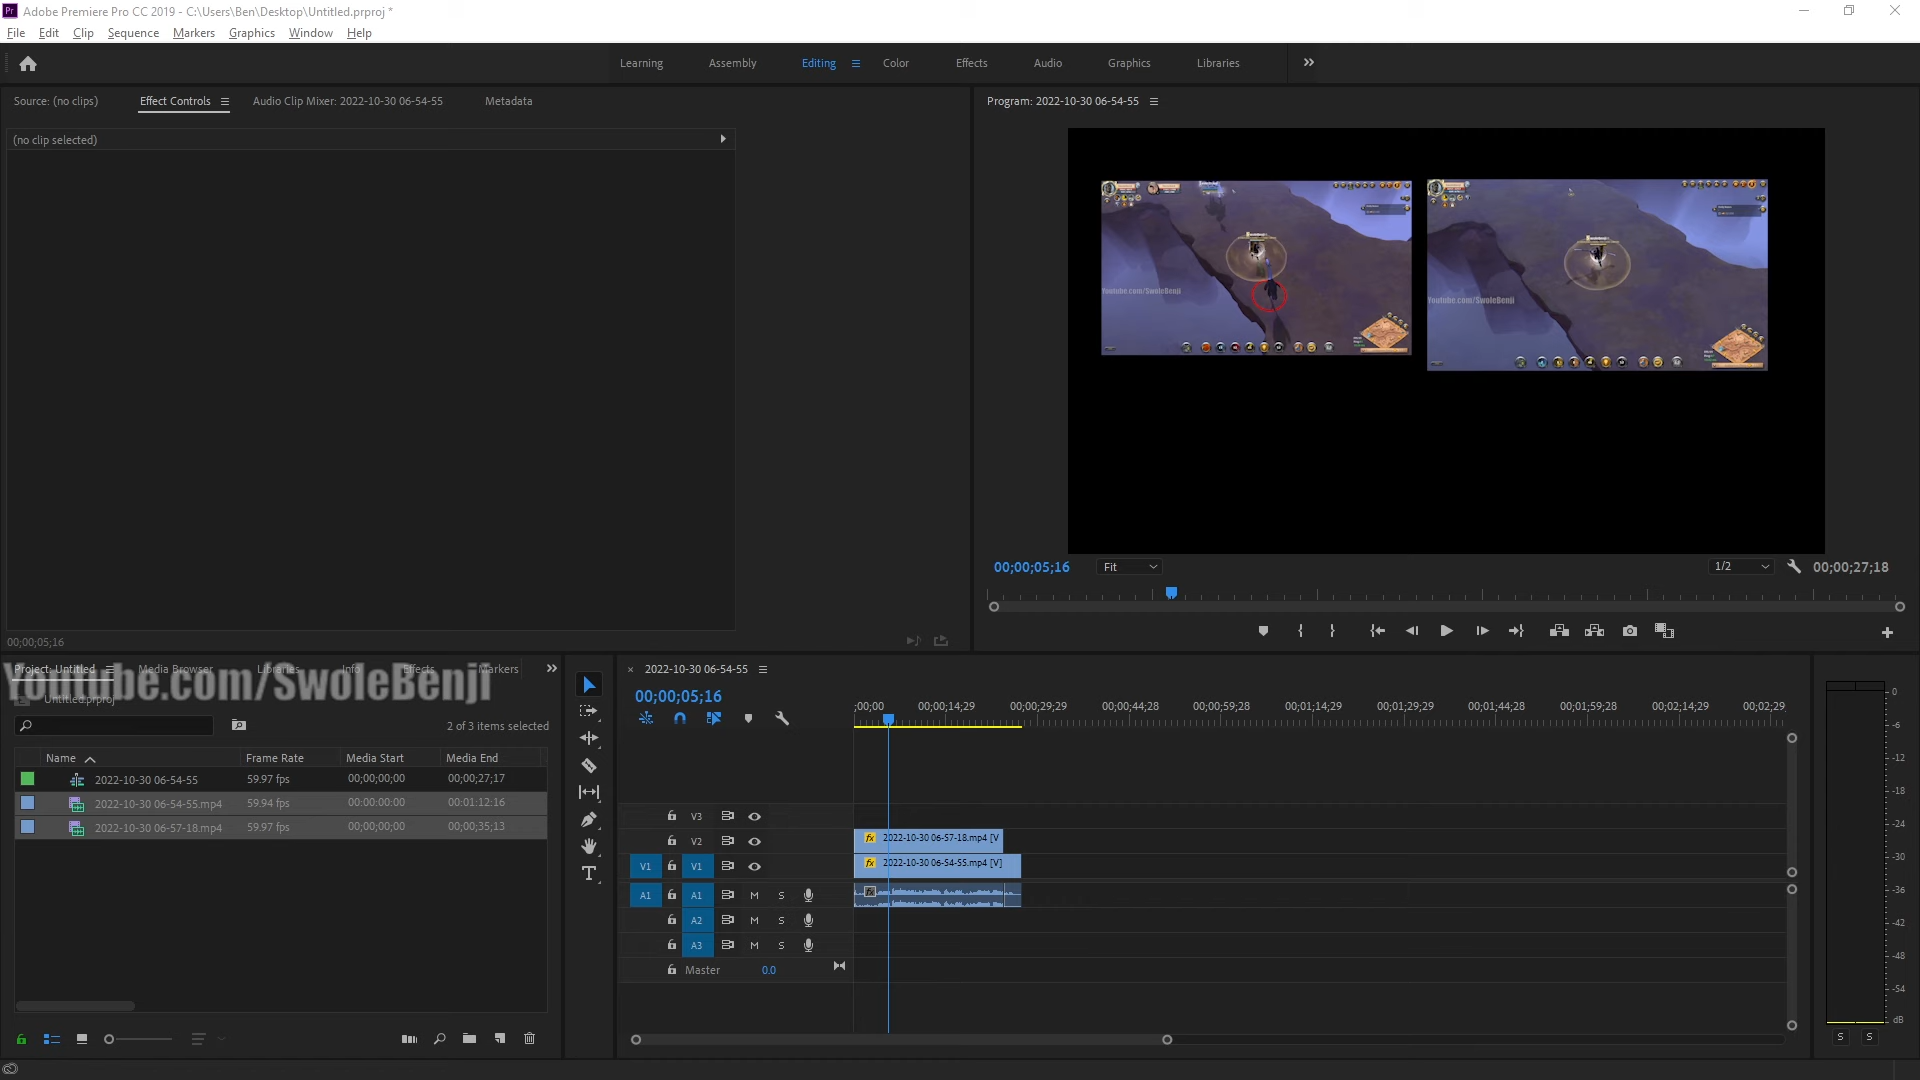 Adobe Premiere Pro CC 2019 - C:\Users\Ben\Desktop\Untitled.prproj *
File Edit Clip Sequence Markers Graphics Window Help
Learning Assembly Editing Color Effects Audio Graphics Libraries
Source: (no clips) Effect Controls Audio Clip Mixer: 2022-10-30 06-54-55 Metadata
Program: 2022-10-30 06-54-55
(no clip selected)
Youtube.com/SwoleBenji
Youtube.com/SwoleBenji
00;00;05;16 Fit 1/2 00;00;27;18
00;00;05;16
Project: Untitled Media Browser Libraries Info Effects Markers
Youtube.com/SwoleBenji
Untitled.prproj
2 of 3 items selected
Name Frame Rate Media Start Media End
2022-10-30 06-54-55 59.97 fps 00;00;00;00 00;00;27;17
2022-10-30 06-54-55.mp4 59.94 fps 00:00:00:00 00:01:12:16
2022-10-30 06-57-18.mp4 59.97 fps 00;00;00;00 00;00;35;13
2022-10-30 06-54-55
00;00;05;16
;00;00 00;00;14;29 00;00;29;29 00;00;44;28 00;00;59;28 00;01;14;29 00;01;29;29 00;01;44;28 00;01;59;28 00;02;14;29 00;02;29
V3
V2 fx 2022-10-30 06-57-18.mp4 [V
V1 V1 fx 2022-10-30 06-54-55.mp4 [V]
A1 A1 M S fx
A2 M S
A3 M S
Master 0.0
0
-6
-12
-18
-24
-30
-36
-42
-48
-54
dB
S S